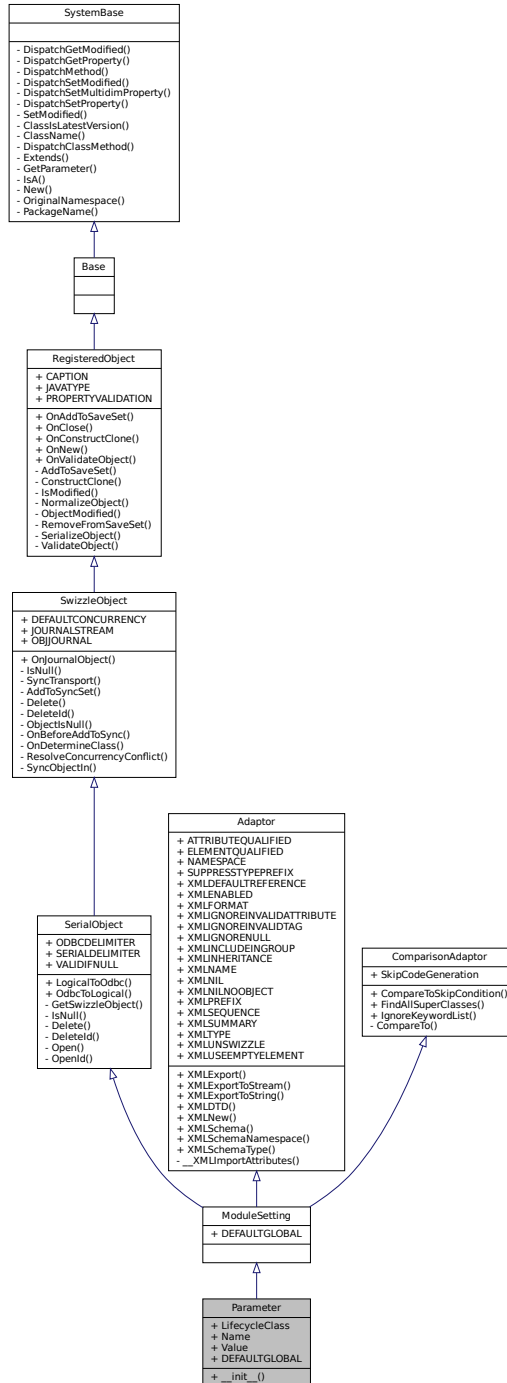 SystemBase
- DispatchGetModified()
- DispatchGetProperty()
- DispatchMethod()
- DispatchSetModified()
- DispatchSetMultidimProperty()
- DispatchSetProperty()
- SetModified()
- ClassIsLatestVersion()
- ClassName()
- DispatchClassMethod()
- Extends()
- GetParameter()
- IsA()
- New()
- OriginalNamespace()
- PackageName()
Base
RegisteredObject
+ CAPTION
+ JAVATYPE
+ PROPERTYVALIDATION
+ OnAddToSaveSet()
+ OnClose()
+ OnConstructClone()
+ OnNew()
+ OnValidateObject()
- AddToSaveSet()
- ConstructClone()
- IsModified()
- NormalizeObject()
- ObjectModified()
- RemoveFromSaveSet()
- SerializeObject()
- ValidateObject()
SwizzleObject
+ DEFAULTCONCURRENCY
+ JOURNALSTREAM
+ OBJJOURNAL
+ OnJournalObject()
- IsNull()
- SyncTransport()
- AddToSyncSet()
- Delete()
- DeleteId()
- ObjectIsNull()
- OnBeforeAddToSync()
- OnDetermineClass()
- ResolveConcurrencyConflict()
- SyncObjectIn()
SerialObject
+ ODBCDELIMITER
+ SERIALDELIMITER
+ VALIDIFNULL
+ LogicalToOdbc()
+ OdbcToLogical()
- GetSwizzleObject()
- IsNull()
- Delete()
- DeleteId()
- Open()
- OpenId()
Adaptor
+ ATTRIBUTEQUALIFIED
+ ELEMENTQUALIFIED
+ NAMESPACE
+ SUPPRESSTYPEPREFIX
+ XMLDEFAULTREFERENCE
+ XMLENABLED
+ XMLFORMAT
+ XMLIGNOREINVALIDATTRIBUTE
+ XMLIGNOREINVALIDTAG
+ XMLIGNORENULL
+ XMLINCLUDEINGROUP
+ XMLINHERITANCE
+ XMLNAME
+ XMLNIL
+ XMLNILNOOBJECT
+ XMLPREFIX
+ XMLSEQUENCE
+ XMLSUMMARY
+ XMLTYPE
+ XMLUNSWIZZLE
+ XMLUSEEMPTYELEMENT
+ XMLExport()
+ XMLExportToStream()
+ XMLExportToString()
+ XMLDTD()
+ XMLNew()
+ XMLSchema()
+ XMLSchemaNamespace()
+ XMLSchemaType()
- __XMLImportAttributes()
ComparisonAdaptor
+ SkipCodeGeneration
+ CompareToSkipCondition()
+ FindAllSuperClasses()
+ IgnoreKeywordList()
- CompareTo()
ModuleSetting
+ DEFAULTGLOBAL
Parameter
+ LifecycleClass
+ Name
+ Value
+ DEFAULTGLOBAL
+ __init__()